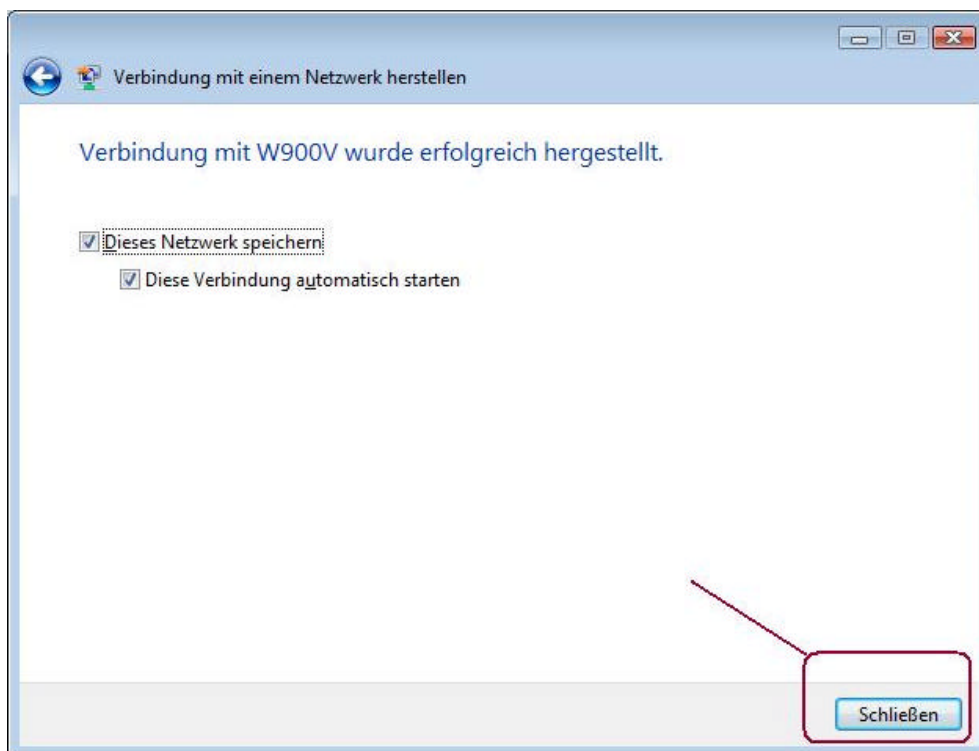 Verbindung mit einem Netzwerk herstellen
Verbindung mit W900V wurde erfolgreich hergestellt.
Dieses Netzwerk speichern
Diese Verbindung automatisch starten
Schließen